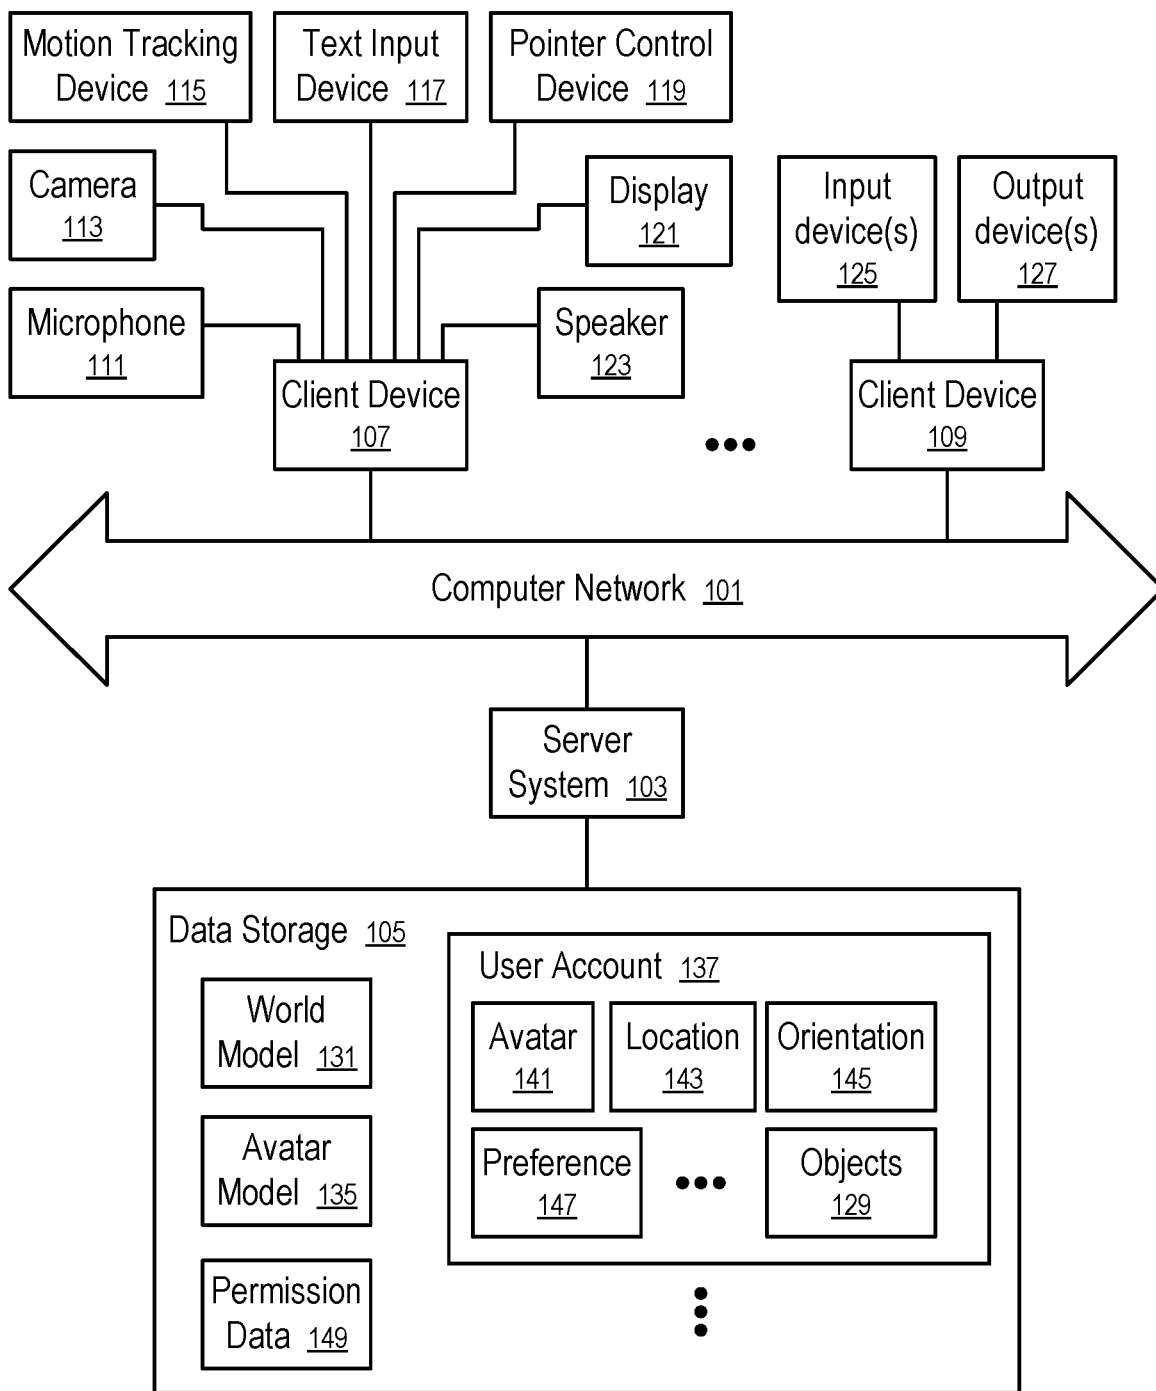 Motion Tracking
Device 115
Text Input
Device 117
Pointer Control
Device 119
Camera
113
Display
121
Input
device(s)
125
Output
device(s)
127
Microphone
111
Speaker
123
Client Device
107
Client Device
109
Computer Network 101
Server
System 103
Data Storage 105
User Account 137
World
Model 131
Avatar
141
Location
143
Orientation
145
Avatar
Model 135
Preference
147
Objects
129
Permission
Data 149